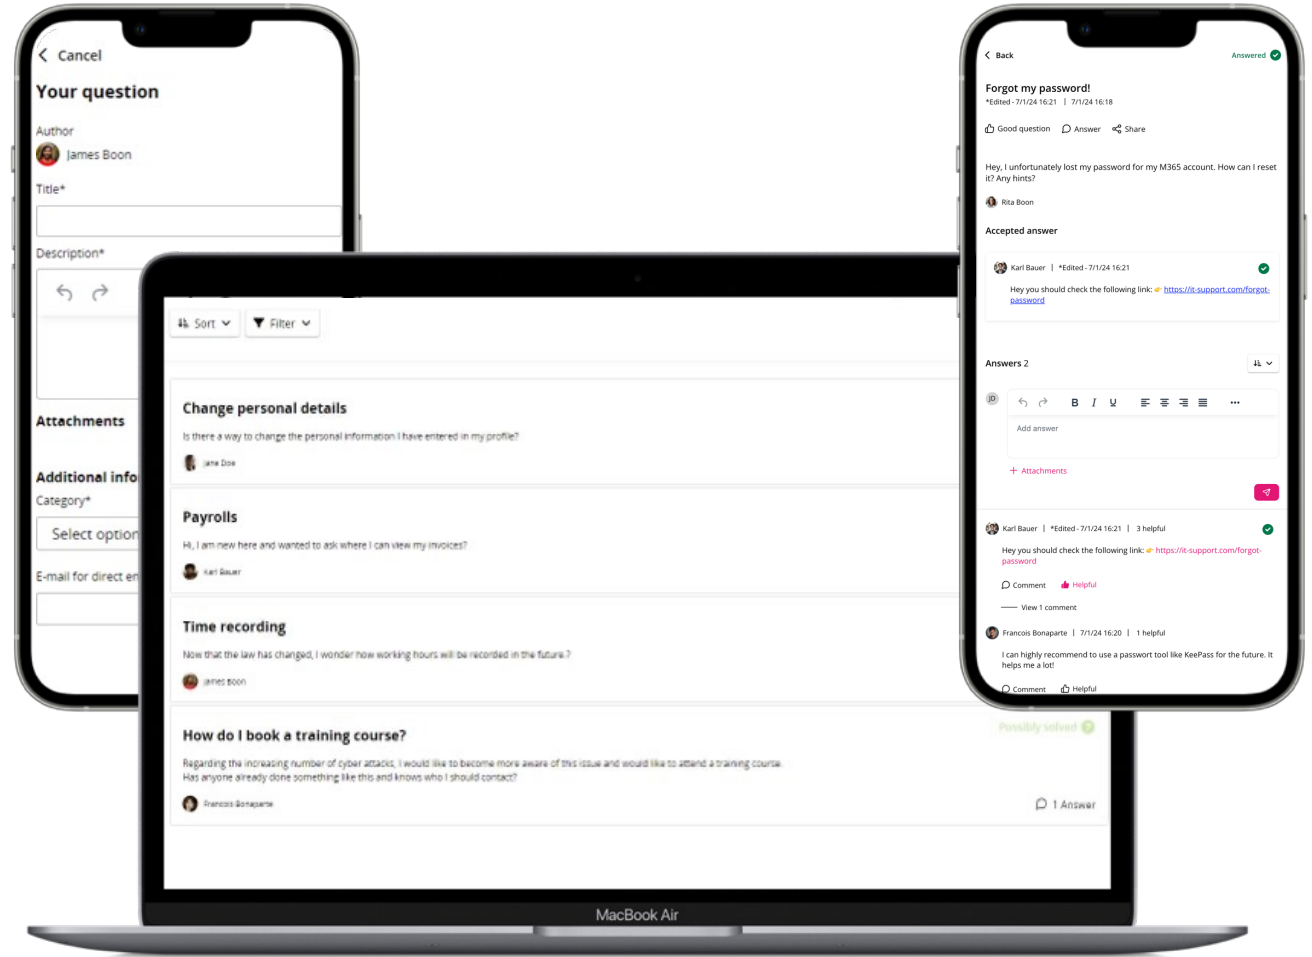 Cancel
Your question
Author
James Boon
Title*
Description*
Attachments
Additional info
Category*
Select option
E-mail for direct en
Sort
Filter
Change personal details
Is there a way to change the personal information I have entered in my profile?
Jane Doe
Payrolls
Hi, I am new here and wanted to ask where I can view my invoices?
Karl Bauer
Time recording
Now that the law has changed, I wonder how working hours will be recorded in the future.?
James Boon
How do I book a training course?
Possibly solved
Regarding the increasing number of cyber attacks, I would like to become more aware of this issue and would like to attend a training course.
Has anyone already done something like this and knows who I should contact?
Francois Bonaparte
1 Answer
MacBook Air
Back
Answered
Forgot my password!
*Edited - 7/1/24 16:21 | 7/1/24 16:18
Good question Answer Share
Hey, I unfortunately lost my password for my M365 account. How can I reset
it? Any hints?
Rita Boon
Accepted answer
Karl Bauer | *Edited - 7/1/24 16:21
Hey you should check the following link: 👉 https://it-support.com/forgot-
password
Answers 2
JD
B I U
Add answer
+ Attachments
Karl Bauer | *Edited - 7/1/24 16:21 | 3 helpful
Hey you should check the following link: 👉 https://it-support.com/forgot-
password
Comment Helpful
View 1 comment
Francois Bonaparte | 7/1/24 16:20 | 1 helpful
I can highly recommend to use a passwort tool like KeePass for the future. It
helps me a lot!
Comment Helpful